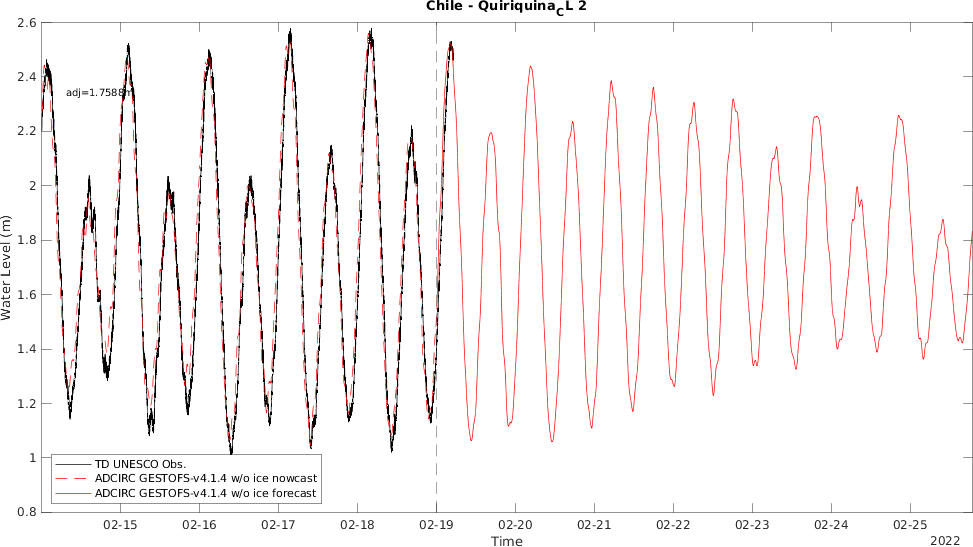 Chile - Quiriquina_CL 2
2.6
2.4
2.2
2
1.8
1.6
1.4
1.2
1
0.8
Water Level (m)
adj=1.7588m
TD UNESCO Obs.
ADCIRC GESTOFS-v4.1.4 w/o ice nowcast
ADCIRC GESTOFS-v4.1.4 w/o ice forecast
02-15 02-16 02-17 02-18 02-19 02-20 02-21 02-22 02-23 02-24 02-25
Time
2022